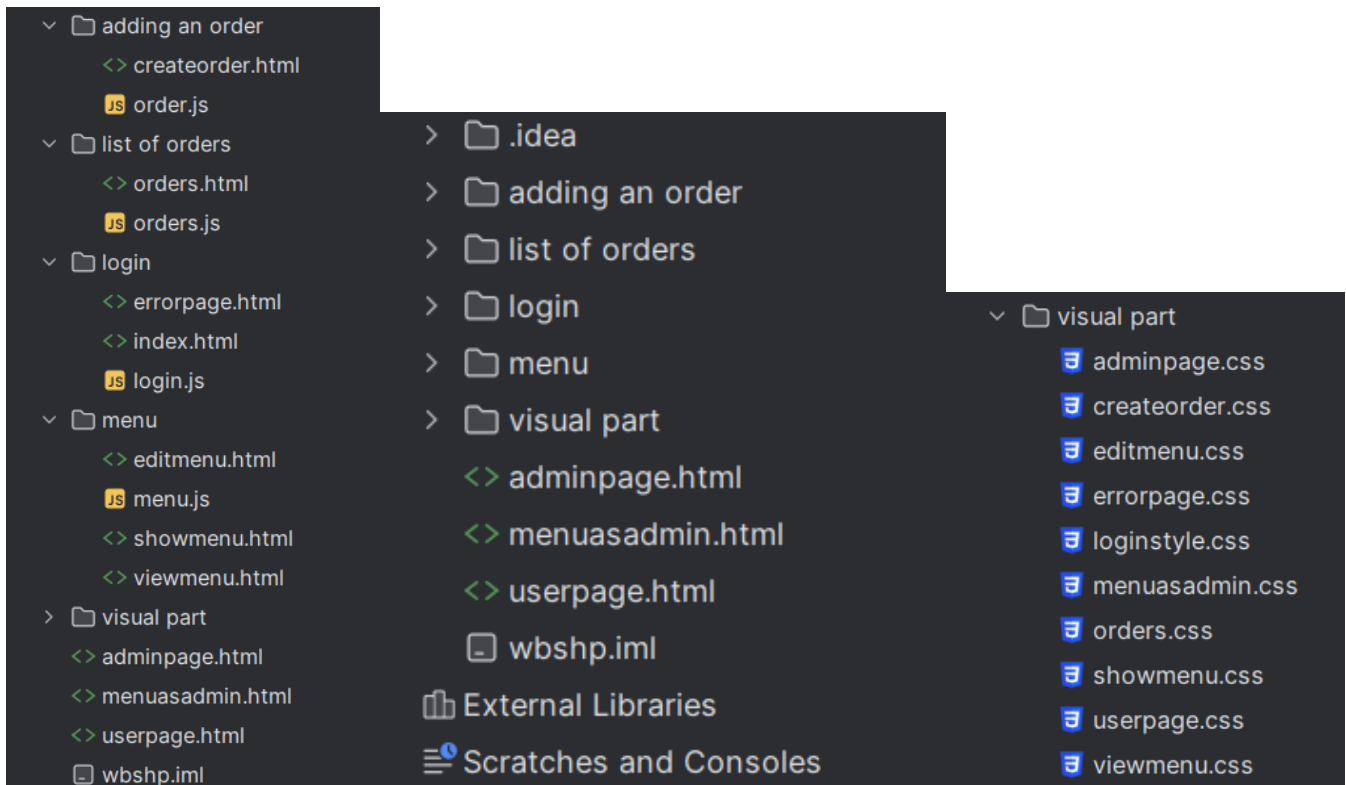 adding an order
createorder.html
JS order.js
list of orders
orders.html
JS orders.js
login
errorpage.html
index.html
JS login.js
menu
editmenu.html
JS menu.js
showmenu.html
viewmenu.html
visual part
adminpage.html
menuasadmin.html
userpage.html
wbshp.iml
.idea
adding an order
list of orders
login
menu
visual part
adminpage.html
menuasadmin.html
userpage.html
wbshp.iml
External Libraries
Scratches and Consoles
visual part
adminpage.css
createorder.css
editmenu.css
errorpage.css
loginstyle.css
menuasadmin.css
orders.css
showmenu.css
userpage.css
viewmenu.css